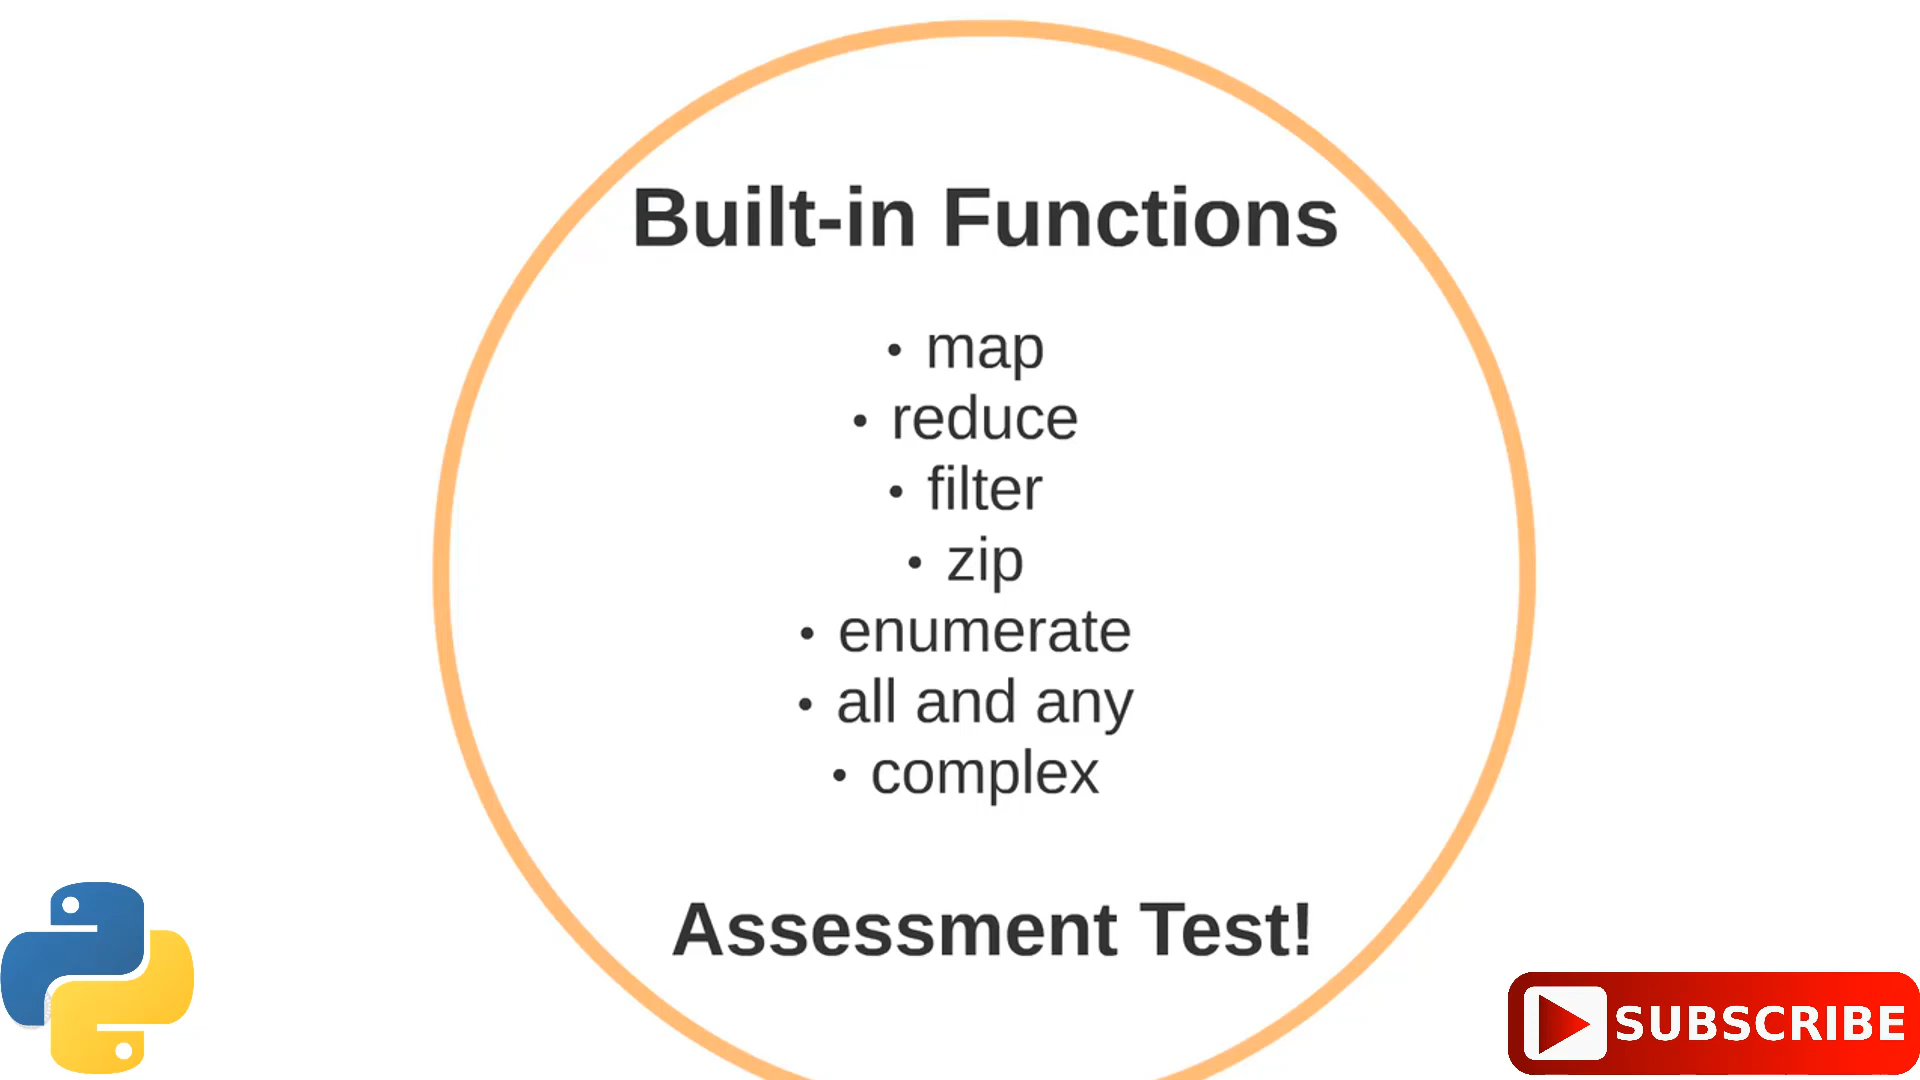 Built-in Functions
• map
• reduce
• filter
• zip
• enumerate
• all and any
• complex
Assessment Test!
SUBSCRIBE